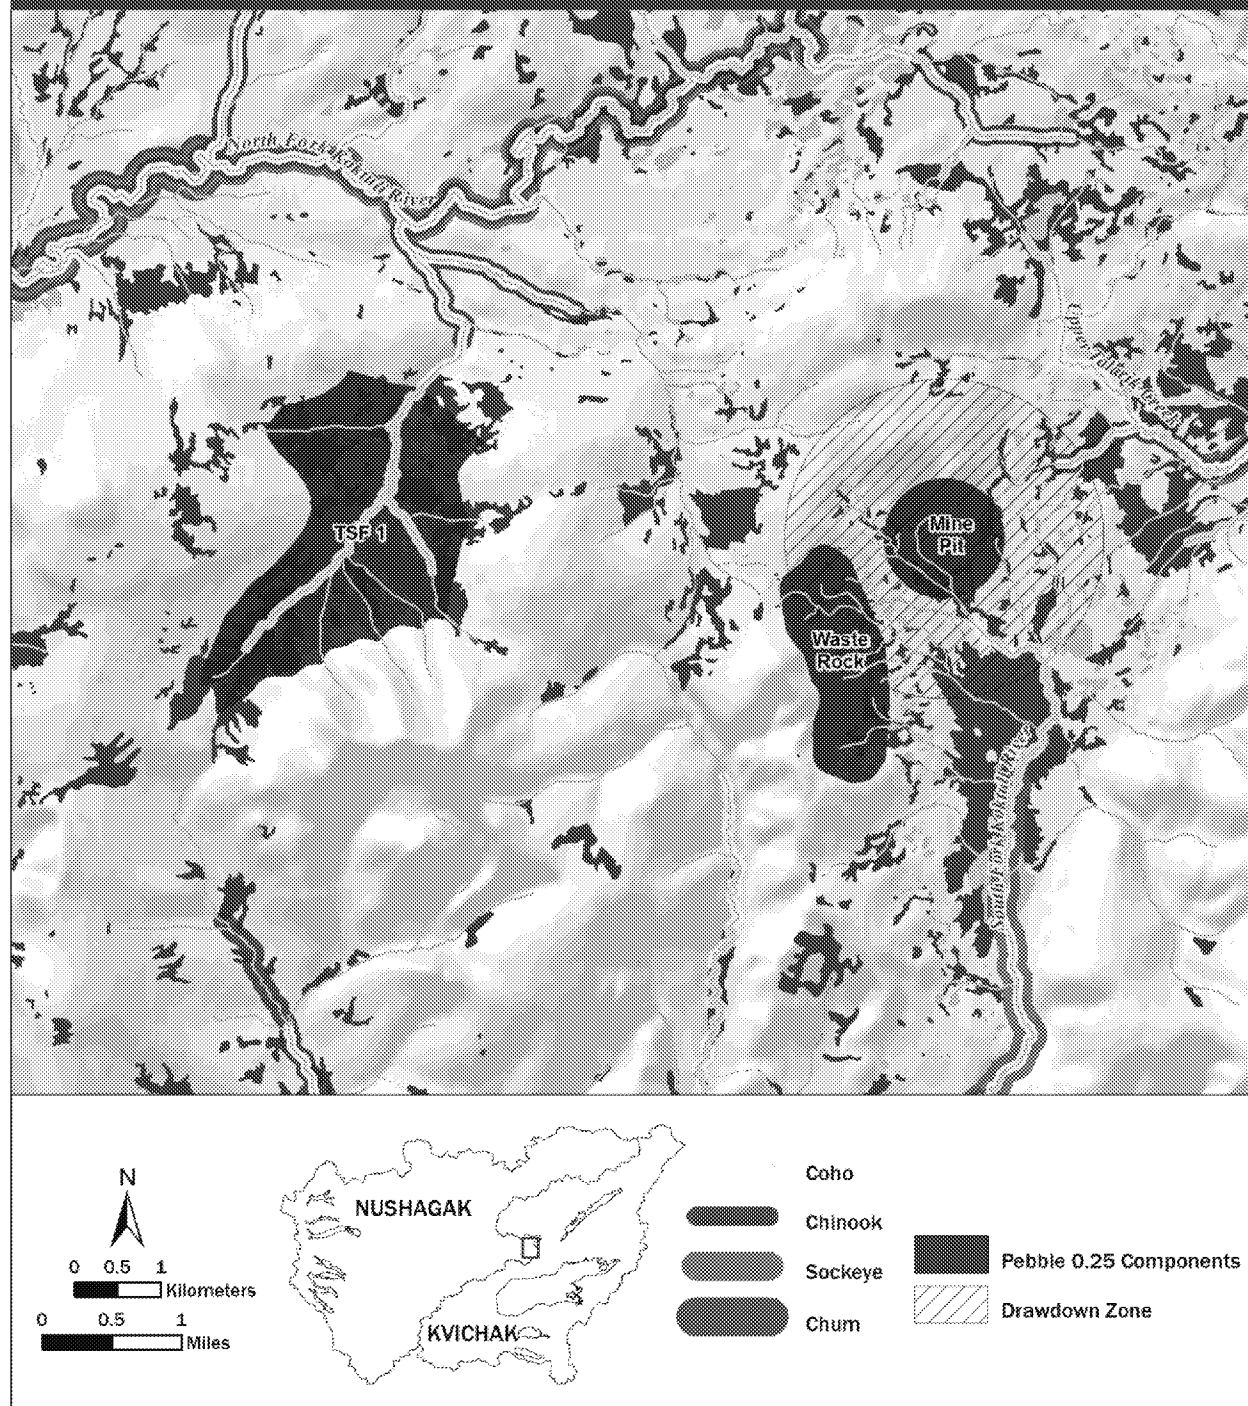 North Fork Koktuli River
Upper Talarik Creek
TSF 1
Mine
Pit
Waste
Rock
South Fork Koktuli River
N
0 0.5 1
Kilometers
0 0.5 1
Miles
NUSHAGAK
KVICHAK
Coho
Chinook
Sockeye
Chum
Pebble 0.25 Components
Drawdown Zone